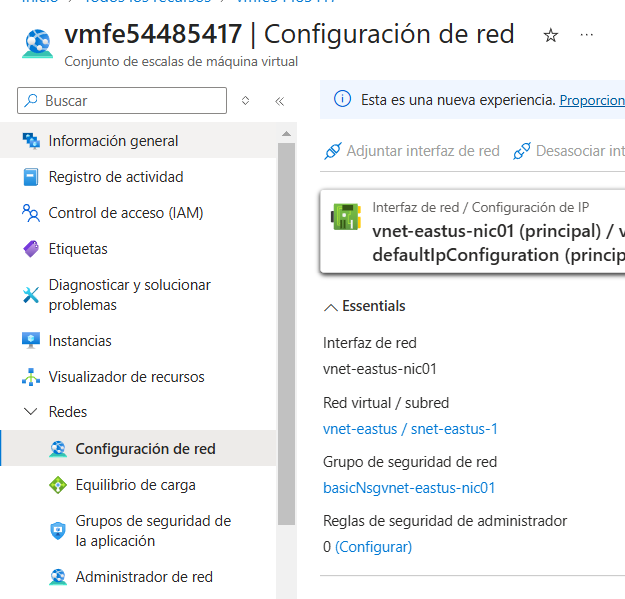 vmfe54485417 | Configuración de red
Conjunto de escalas de máquina virtual
Buscar
Información general
Registro de actividad
Control de acceso (IAM)
Etiquetas
Diagnosticar y solucionar
problemas
Instancias
Visualizador de recursos
Redes
Configuración de red
Equilibrio de carga
Grupos de seguridad de
la aplicación
Administrador de red
Esta es una nueva experiencia. Proporcion
Adjuntar interfaz de red
Desasociar int
Interfaz de red / Configuración de IP
vnet-eastus-nic01 (principal) / v
defaultIpConfiguration (princip
Essentials
Interfaz de red
vnet-eastus-nic01
Red virtual / subred
vnet-eastus / snet-eastus-1
Grupo de seguridad de red
basicNsgvnet-eastus-nic01
Reglas de seguridad de administrador
0 (Configurar)